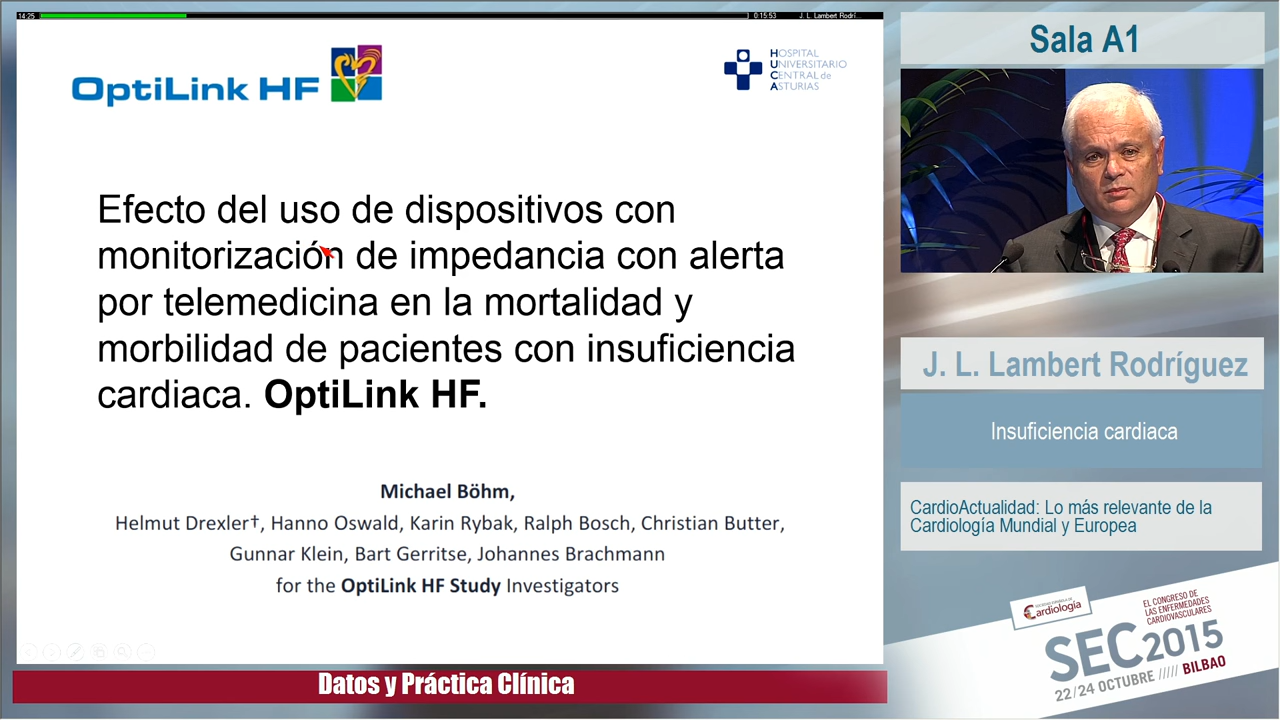 14:25
0:15:53
J. L. Lambert Rodrí...
OptiLink HF
HOSPITAL
UNIVERSITARIO
CENTRAL de
ASTURIAS
Efecto del uso de dispositivos con
monitorización de impedancia con alerta
por telemedicina en la mortalidad y
morbilidad de pacientes con insuficiencia
cardiaca. OptiLink HF.
Michael Böhm,
Helmut Drexler†, Hanno Oswald, Karin Rybak, Ralph Bosch, Christian Butter,
Gunnar Klein, Bart Gerritse, Johannes Brachmann
for the OptiLink HF Study Investigators
Datos y Práctica Clínica
Sala A1
J. L. Lambert Rodríguez
Insuficiencia cardiaca
CardioActualidad: Lo más relevante de la
Cardiología Mundial y Europea
SOCIEDAD ESPAÑOLA DE
Cardiología
EL CONGRESO DE
LAS ENFERMEDADES
CARDIOVASCULARES
SEC2015
22/24 OCTUBRE ///// BILBAO